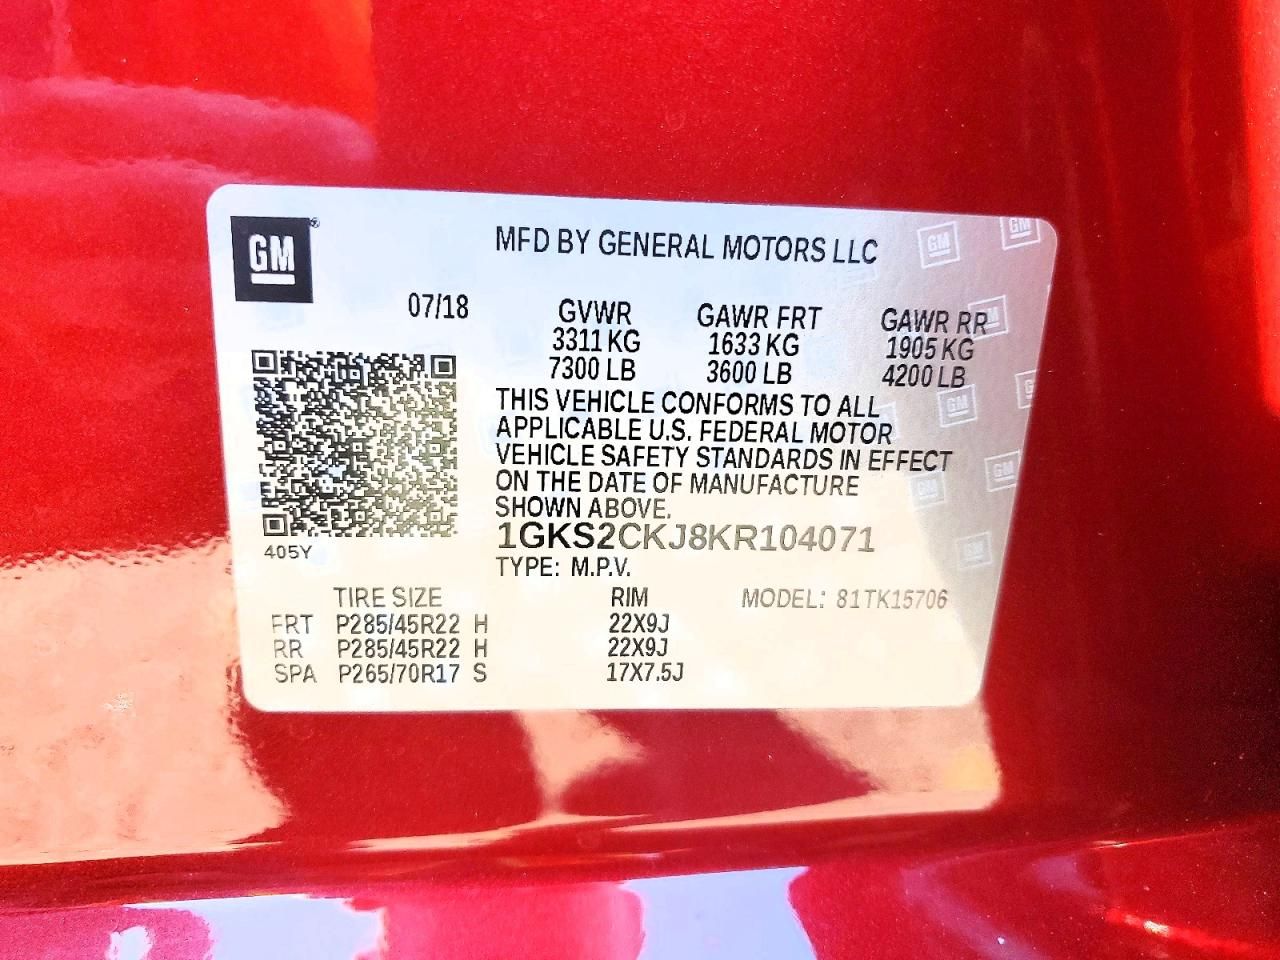 GM®
MFD BY GENERAL MOTORS LLC
07/18 GVWR GAWR FRT GAWR RR
3311 KG 1633 KG 1905 KG
7300 LB 3600 LB 4200 LB
THIS VEHICLE CONFORMS TO ALL
APPLICABLE U.S. FEDERAL MOTOR
VEHICLE SAFETY STANDARDS IN EFFECT
ON THE DATE OF MANUFACTURE
SHOWN ABOVE.
1GKS2CKJ8KR104071
405Y
TYPE: M.P.V.
TIRE SIZE RIM MODEL: 81TK15706
FRT P285/45R22 H 22X9J
RR P285/45R22 H 22X9J
SPA P265/70R17 S 17X7.5J